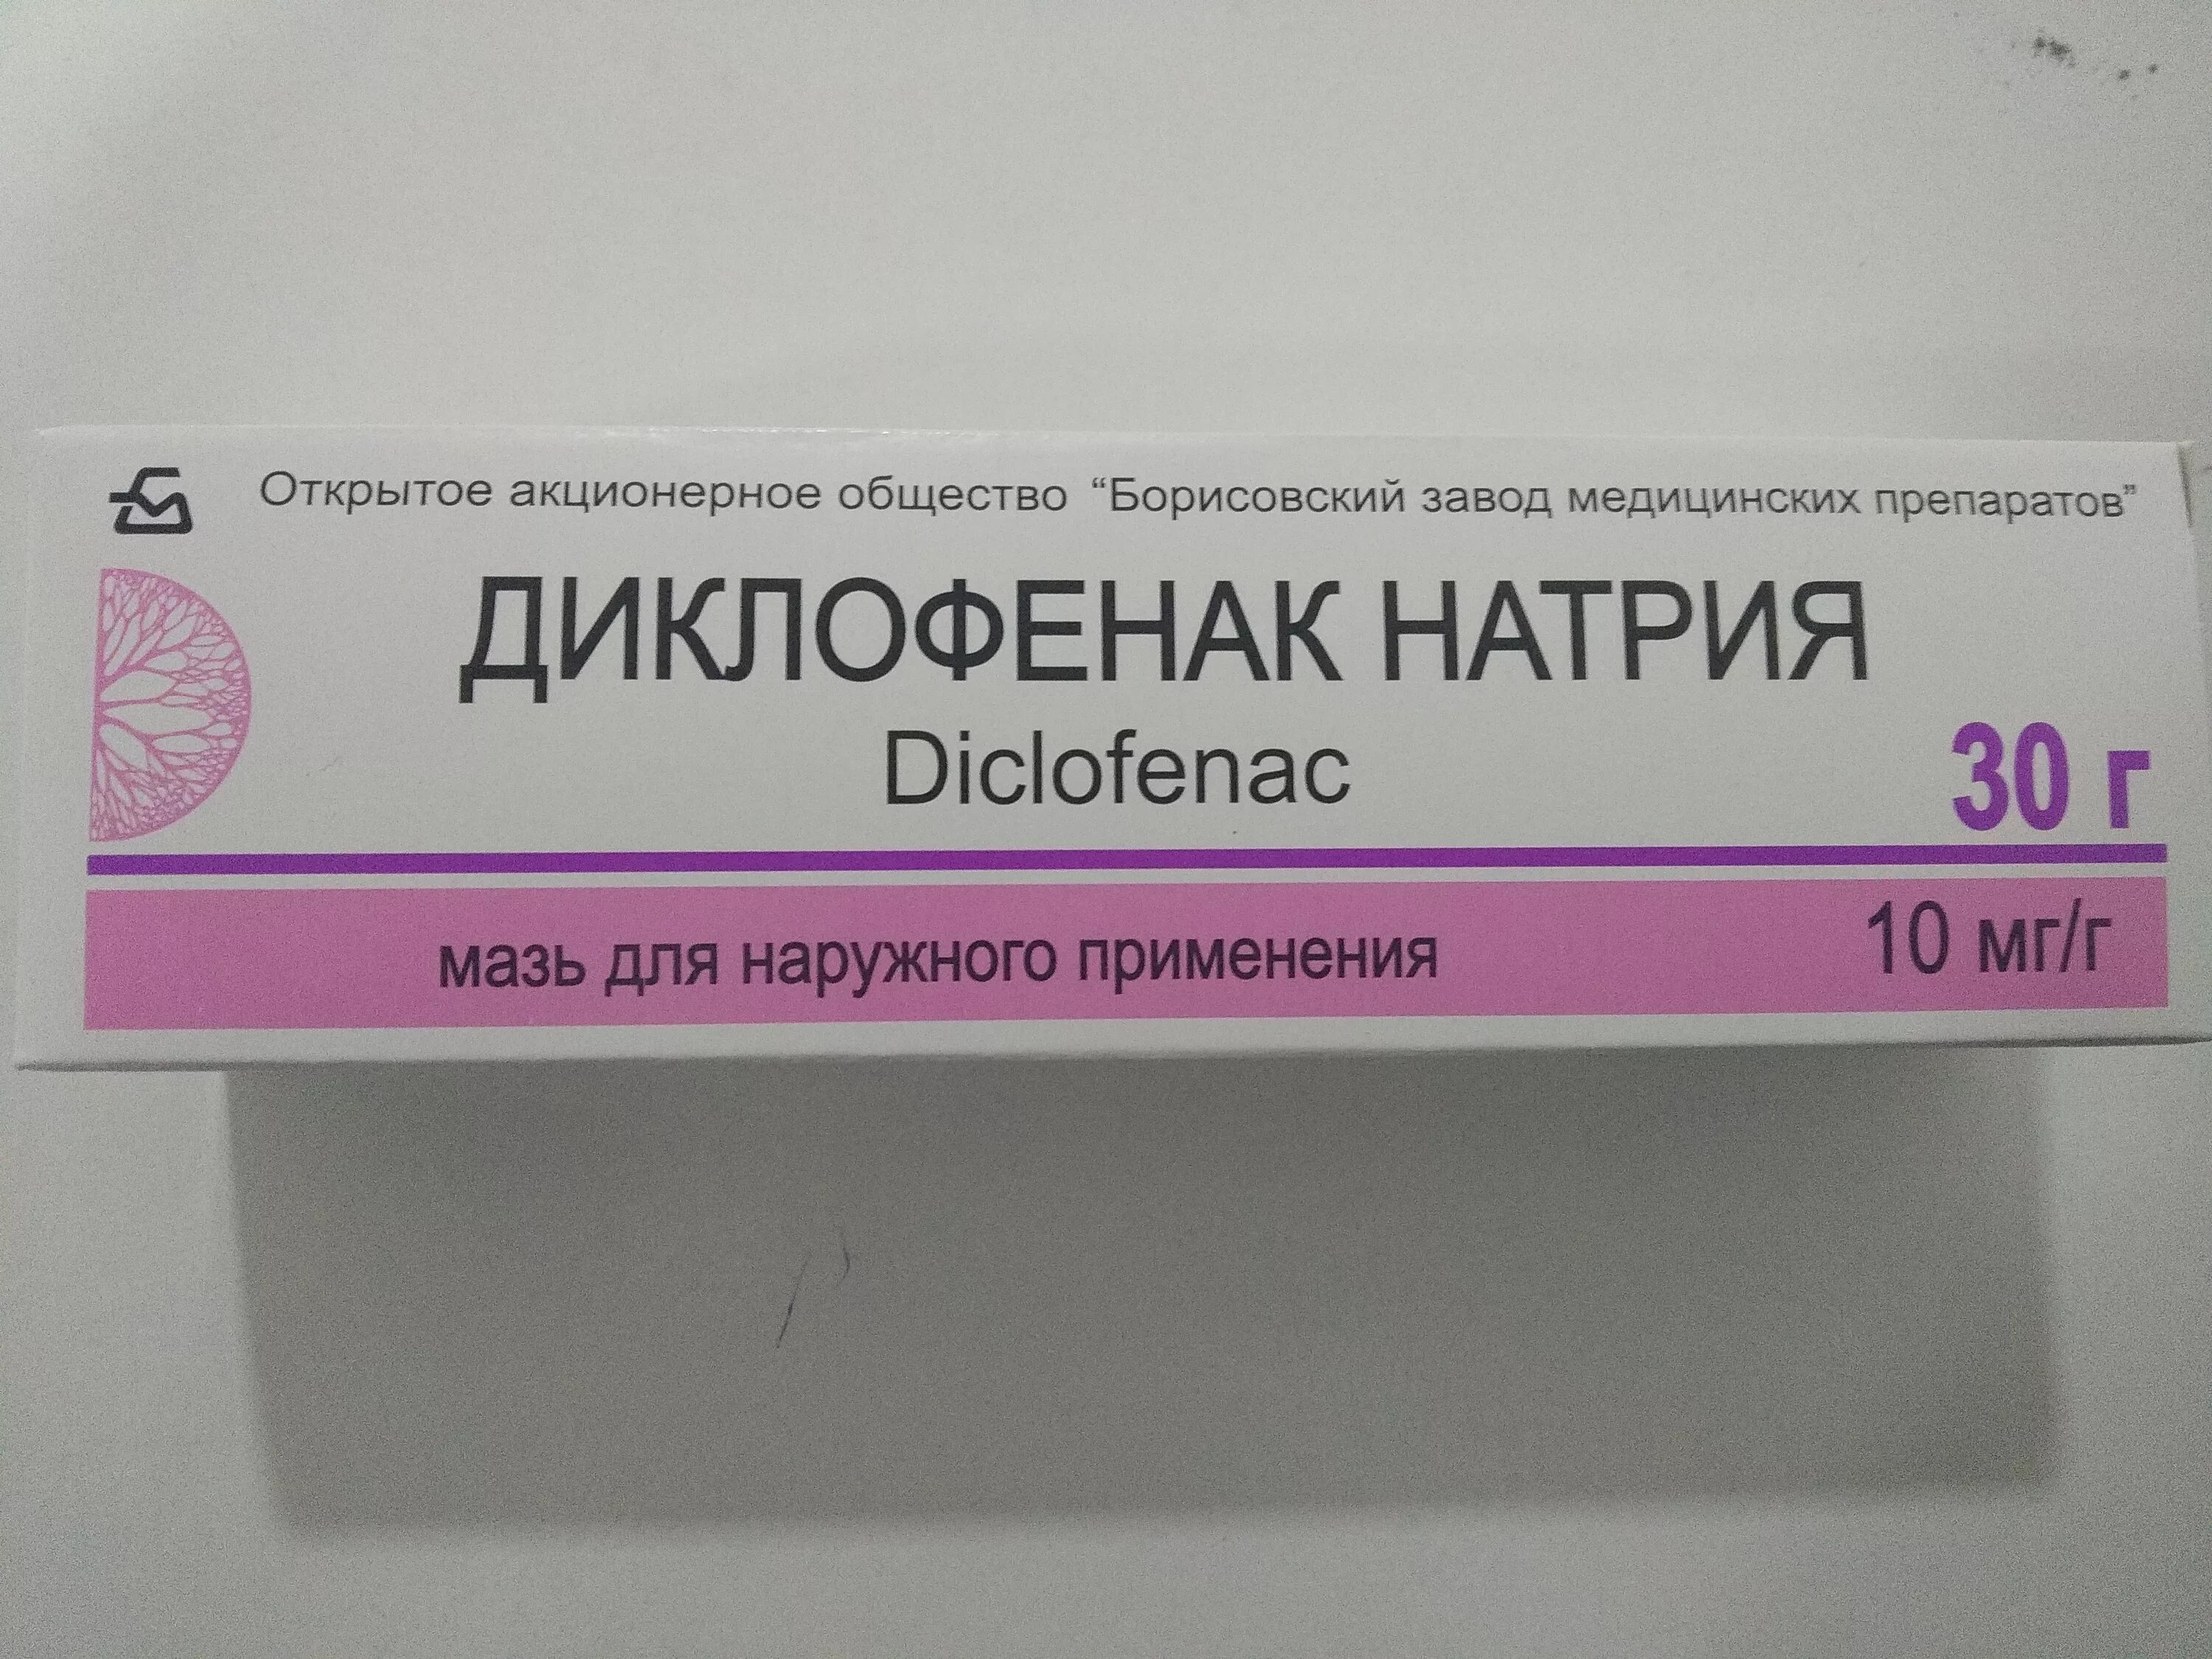 Открытое акционерное общество “Борисовский завод медицинских препаратов”
ДИКЛОФЕНАК НАТРИЯ
Diclofenac
30 г
мазь для наружного применения
10 мг/г